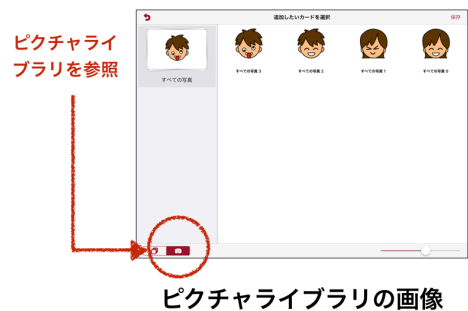 ピクチャライ
ブラリを参照
追加したいカードを選択
保存
すべての写真
すべての写真 3
すべての写真 2
すべての写真 1
すべての写真 0
ピクチャライブラリの画像